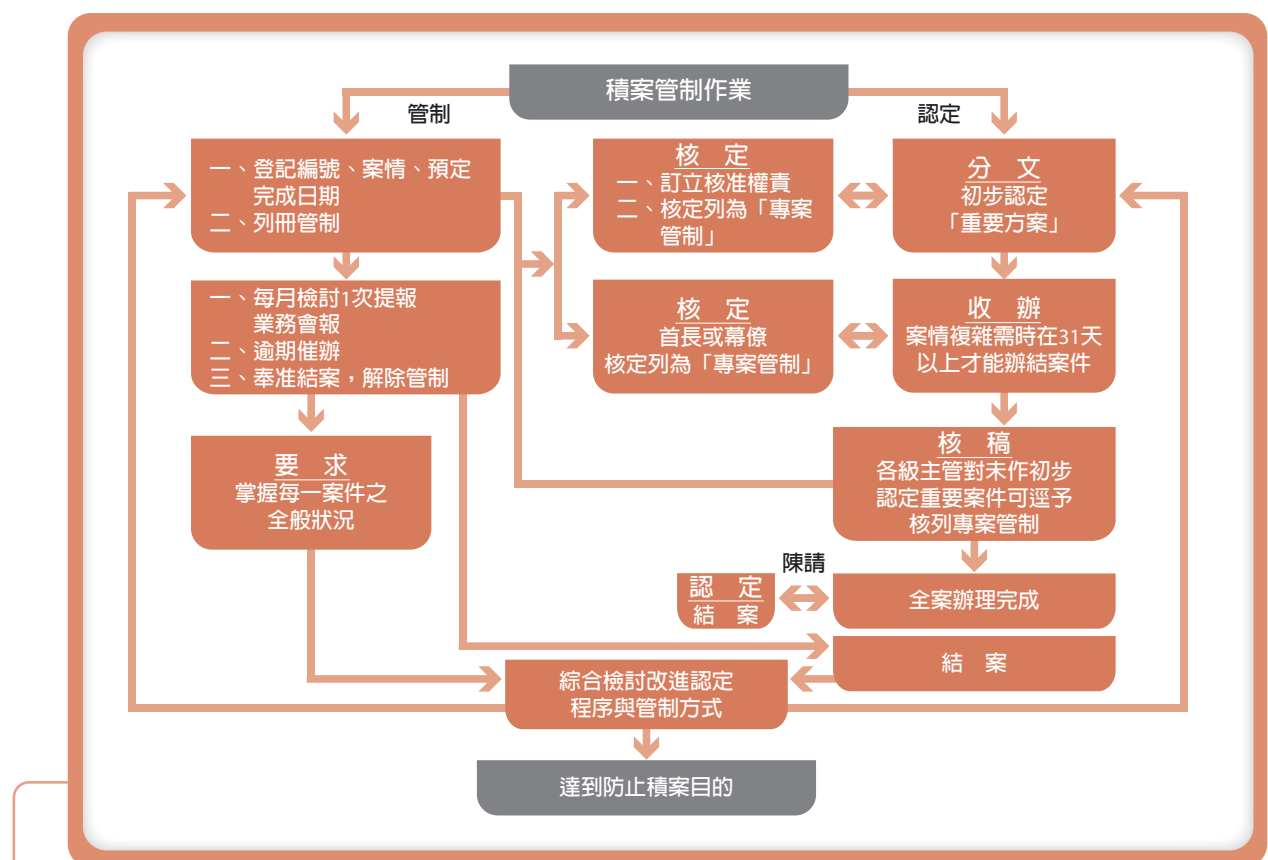 積案管制作業
管制
認定
一、登記編號、案情、預定
完成日期
二、列冊管制
核　定
一、訂立核准權責
二、核定列為「專案
管制」
分　文
初步認定
「重要方案」
一、每月檢討1次提報
業務會報
二、逾期催辦
三、奉准結案，解除管制
核　定
首長或幕僚
核定列為「專案管制」
收　辦
案情複雜需時在31天
以上才能辦結案件
要　求
掌握每一案件之
全般狀況
核　稿
各級主管對未作初步
認定重要案件可逕予
核列專案管制
陳請
認　定
結　案
全案辦理完成
結　案
綜合檢討改進認定
程序與管制方式
達到防止積案目的